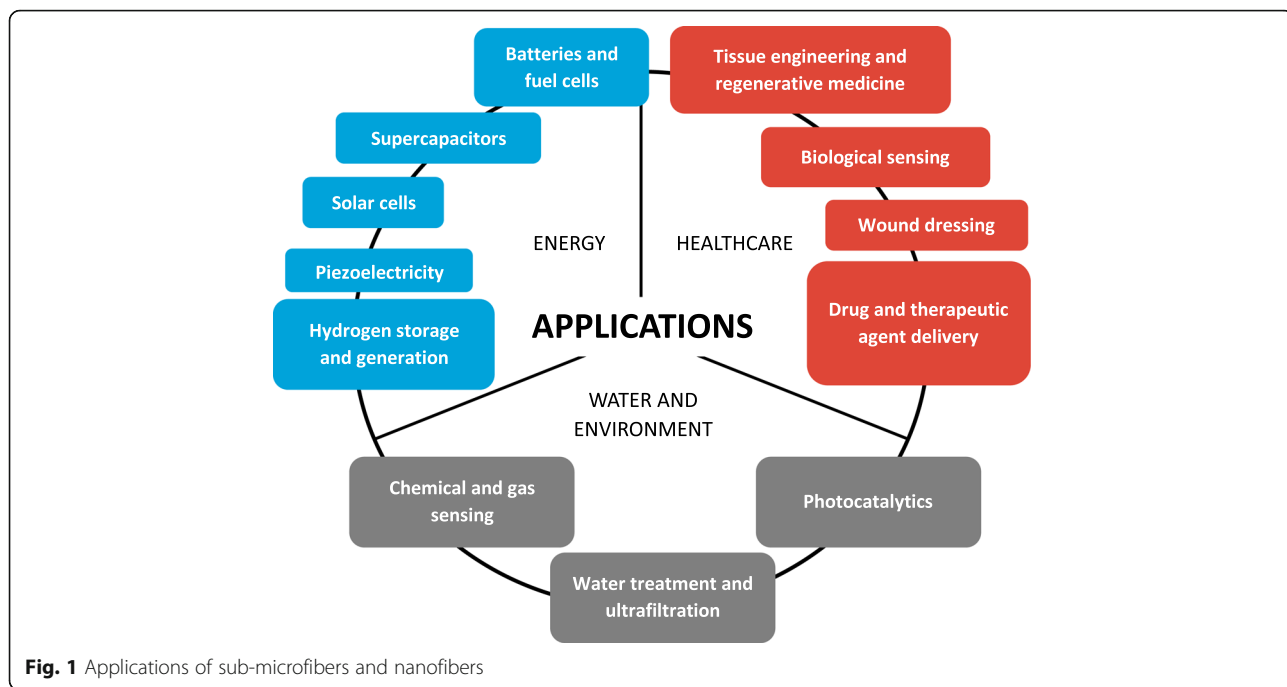 Batteries and
fuel cells
Tissue engineering and
regenerative medicine
Supercapacitors
Biological sensing
Solar cells
Wound dressing
ENERGY
HEALTHCARE
Piezoelectricity
Hydrogen storage
and generation
APPLICATIONS
Drug and therapeutic
agent delivery
WATER AND
ENVIRONMENT
Chemical and gas
sensing
Photocatalytics
Water treatment and
ultrafiltration
Fig. 1 Applications of sub-microfibers and nanofibers